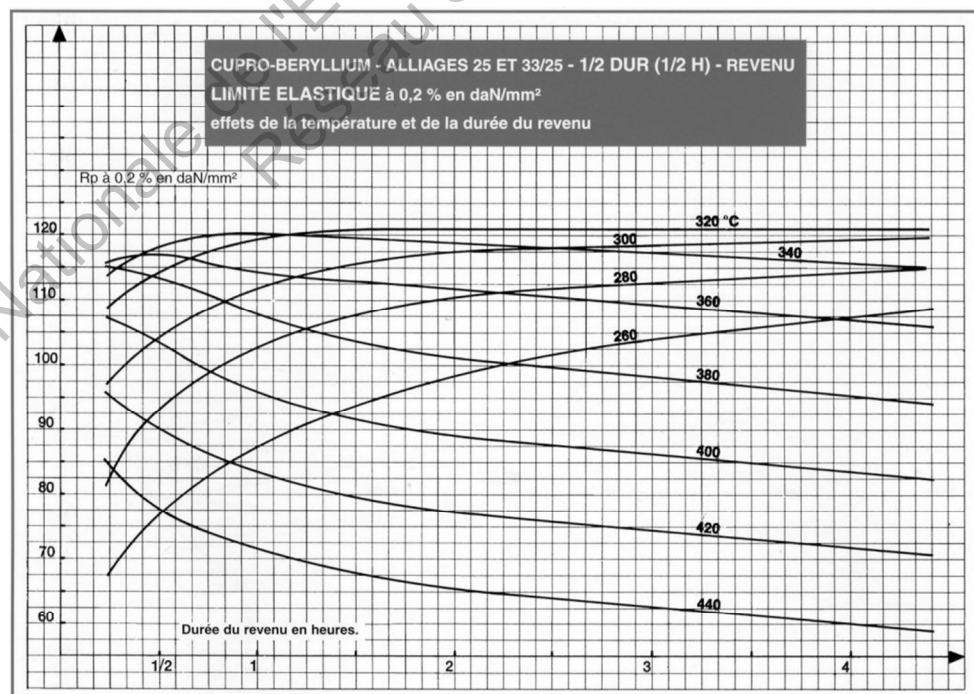 CUPRO-BERYLLIUM - ALLIAGES 25 ET 33/25 - 1/2 DUR (1/2 H) - REVENU
LIMITE ELASTIQUE à 0,2 % en daN/mm²
effets de la température et de la durée du revenu
Rp à 0,2 % en daN/mm²
120
110
100
90
80
70
60
320 °C
300
340
280
360
260
380
400
420
440
Durée du revenu en heures.
1/2 1 2 3 4
Nationale de l'E
Réseau